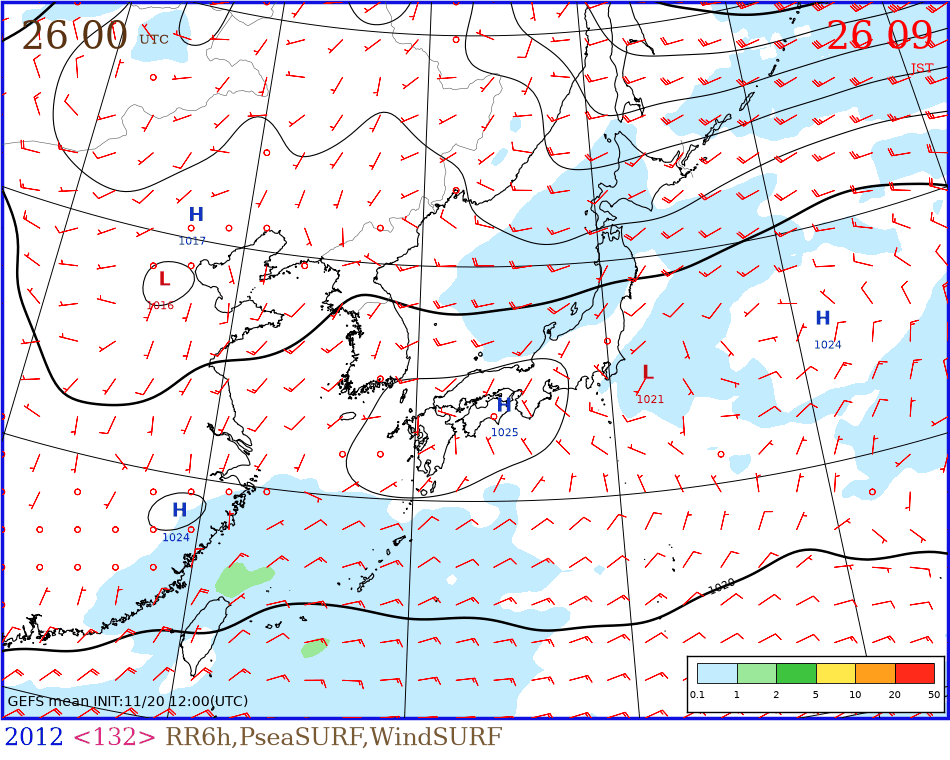 26 00 UTC
26 09
JST
H
1017
L
1016
H
1024
L
1021
H
1025
H
1024
1020
0.1 1 2 5 10 20 50
GEFS mean INIT:11/20 12:00(UTC)
2012 <132> RR6h,PseaSURF,WindSURF